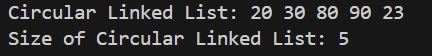 Circular Linked List: 20 30 80 90 23
Size of Circular Linked List: 5